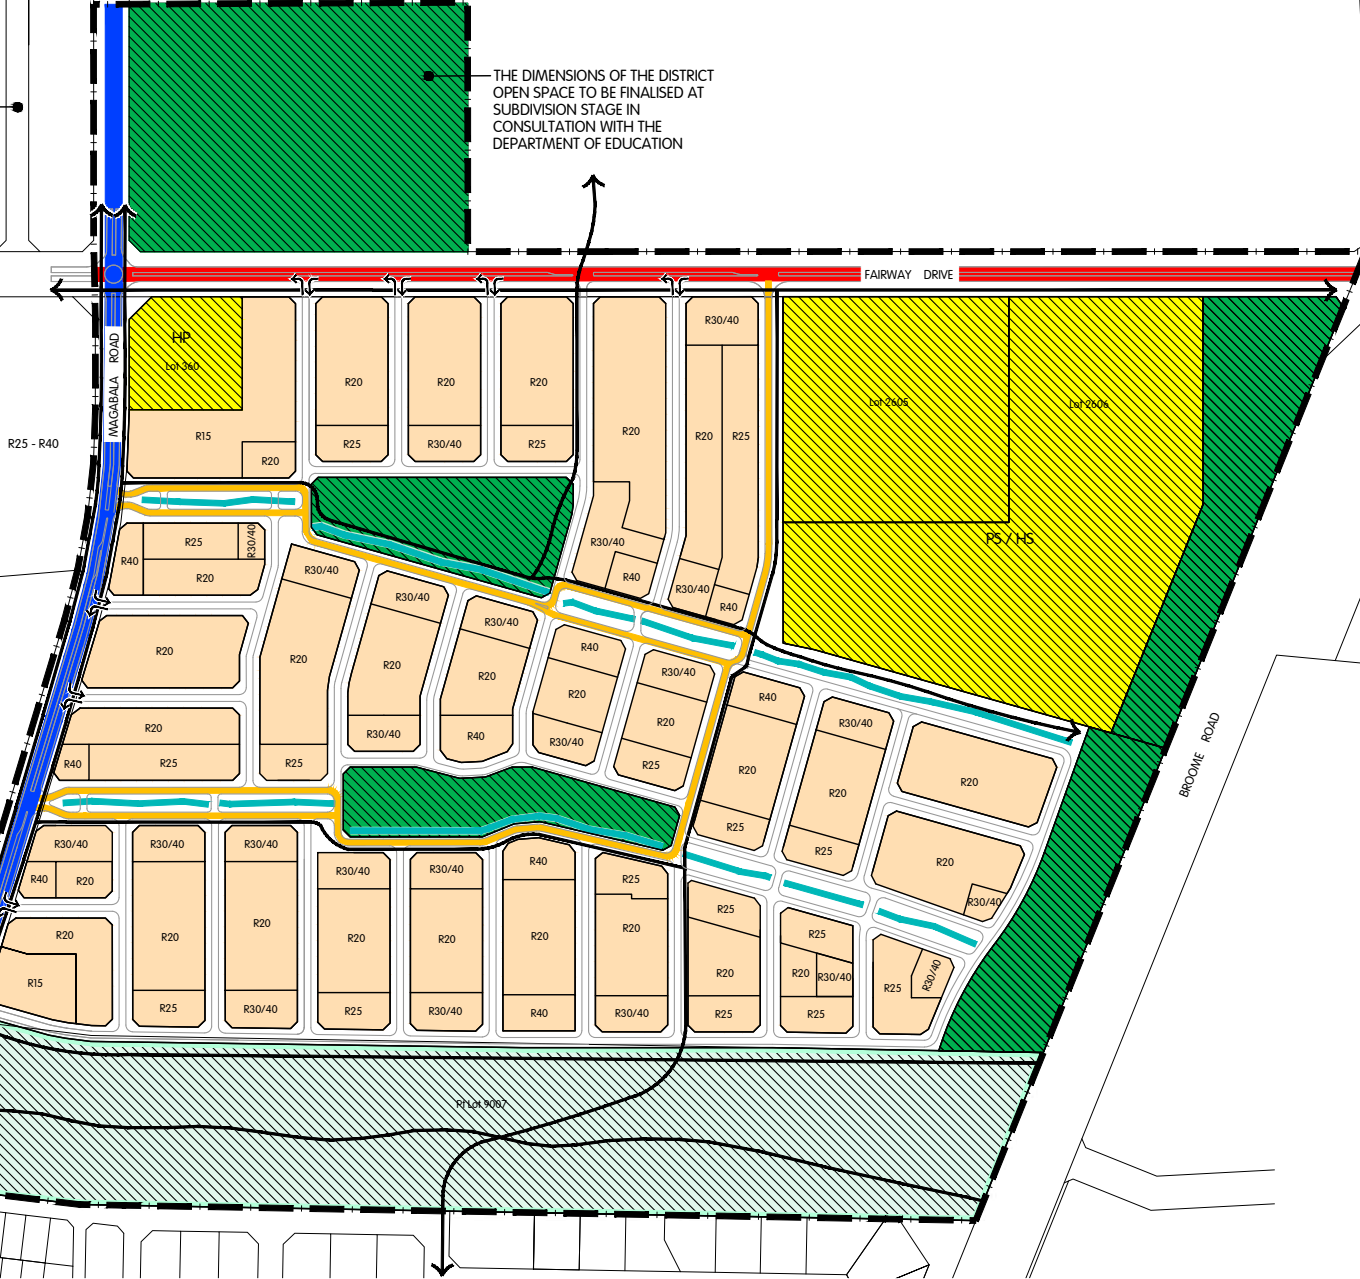 THE DIMENSIONS OF THE DISTRICT
OPEN SPACE TO BE FINALISED AT
SUBDIVISION STAGE IN
CONSULTATION WITH THE
DEPARTMENT OF EDUCATION
FAIRWAY DRIVE
MAGABALA ROAD
HP
Lot 360
R15
R20
R20
R25
R20
R30/40
R20
R25
R20
R30/40
R40
R30/40
R20
R25
R30/40
R40
Lot 2605
Lot 2606
PS / HS
R25 - R40
R40
R25
R30/40
R20
R20
R20
R40
R25
R30/40
R20
R25
R30/40
R20
R30/40
R30/40
R20
R40
R40
R20
R30/40
R30/40
R20
R25
R40
R20
R25
R30/40
R20
R25
R20
R20
R30/40
BROOME ROAD
R30/40
R40
R20
R20
R15
R30/40
R20
R25
R30/40
R20
R30/40
R30/40
R20
R25
R30/40
R20
R30/40
R40
R20
R40
R25
R20
R30/40
R25
R20
R25
R25
R20
R30/40
R25
R25
R30/40
Pt Lot 9007